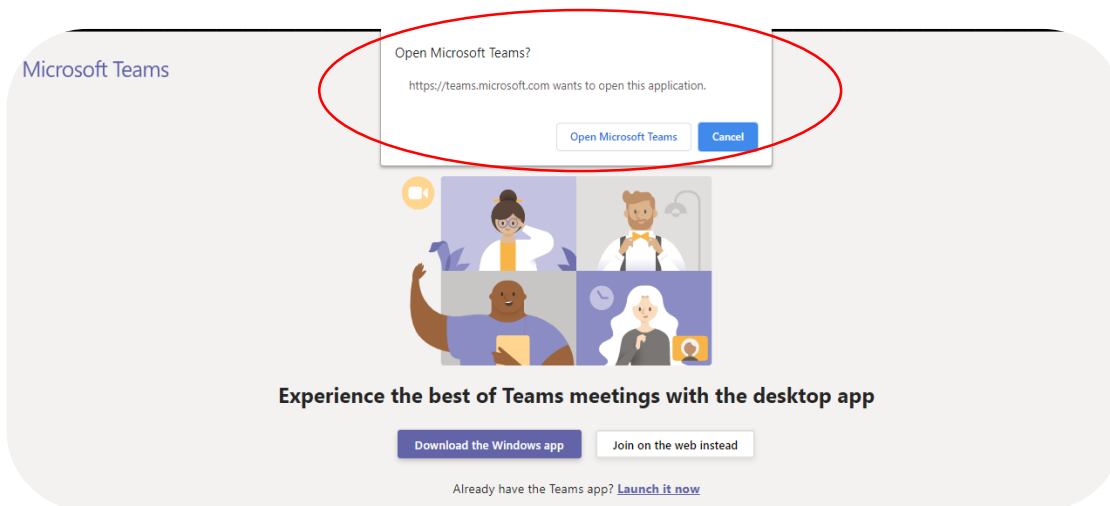 Open Microsoft Teams?
Microsoft Teams
https://teams.microsoft.com wants to open this application.
Open Microsoft Teams Cancel
Experience the best of Teams meetings with the desktop app
Download the Windows app Join on the web instead
Already have the Teams app? Launch it now